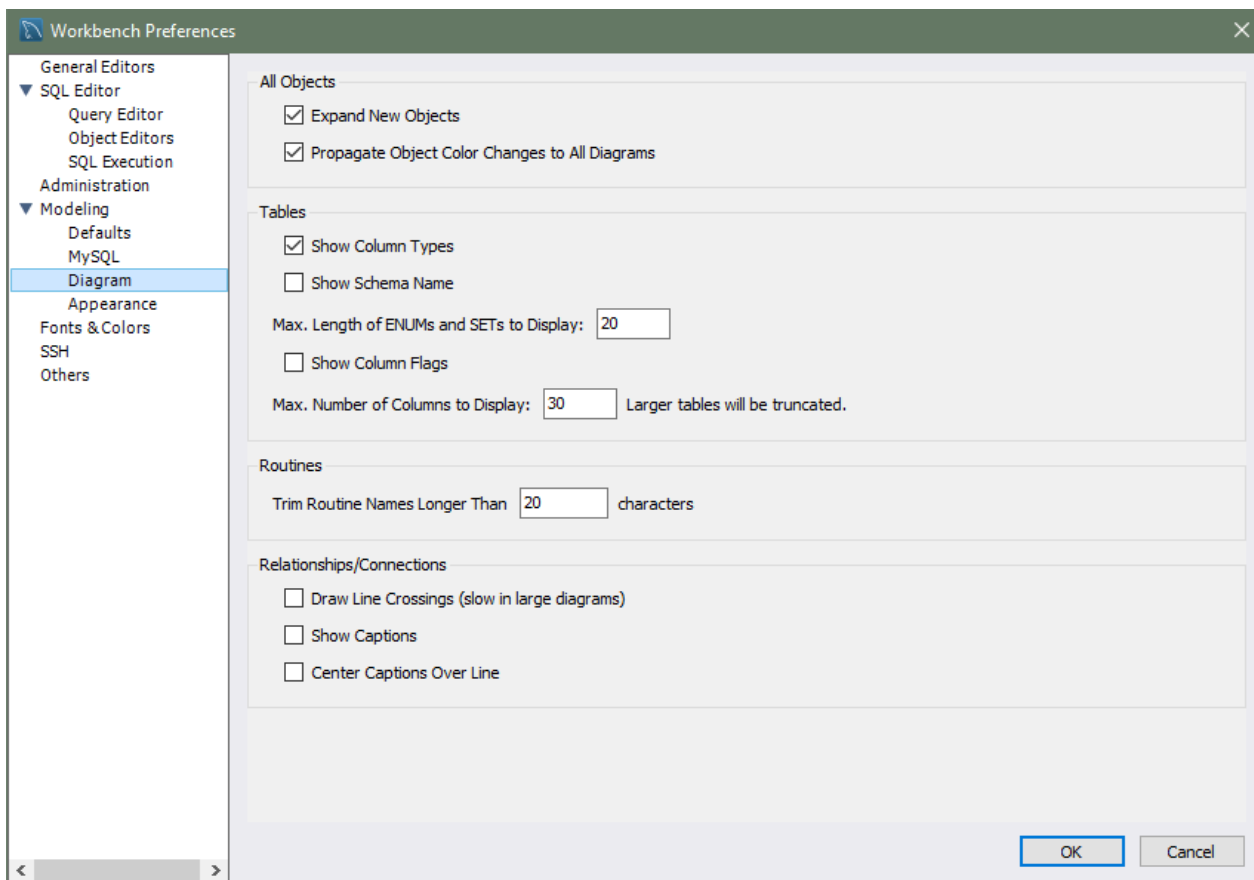 Workbench Preferences
General Editors
SQL Editor
Query Editor
Object Editors
SQL Execution
Administration
Modeling
Defaults
MySQL
Diagram
Appearance
Fonts & Colors
SSH
Others
All Objects
Expand New Objects
Propagate Object Color Changes to All Diagrams
Tables
Show Column Types
Show Schema Name
Max. Length of ENUMs and SETs to Display: 20
Show Column Flags
Max. Number of Columns to Display: 30 Larger tables will be truncated.
Routines
Trim Routine Names Longer Than 20 characters
Relationships/Connections
Draw Line Crossings (slow in large diagrams)
Show Captions
Center Captions Over Line
OK Cancel